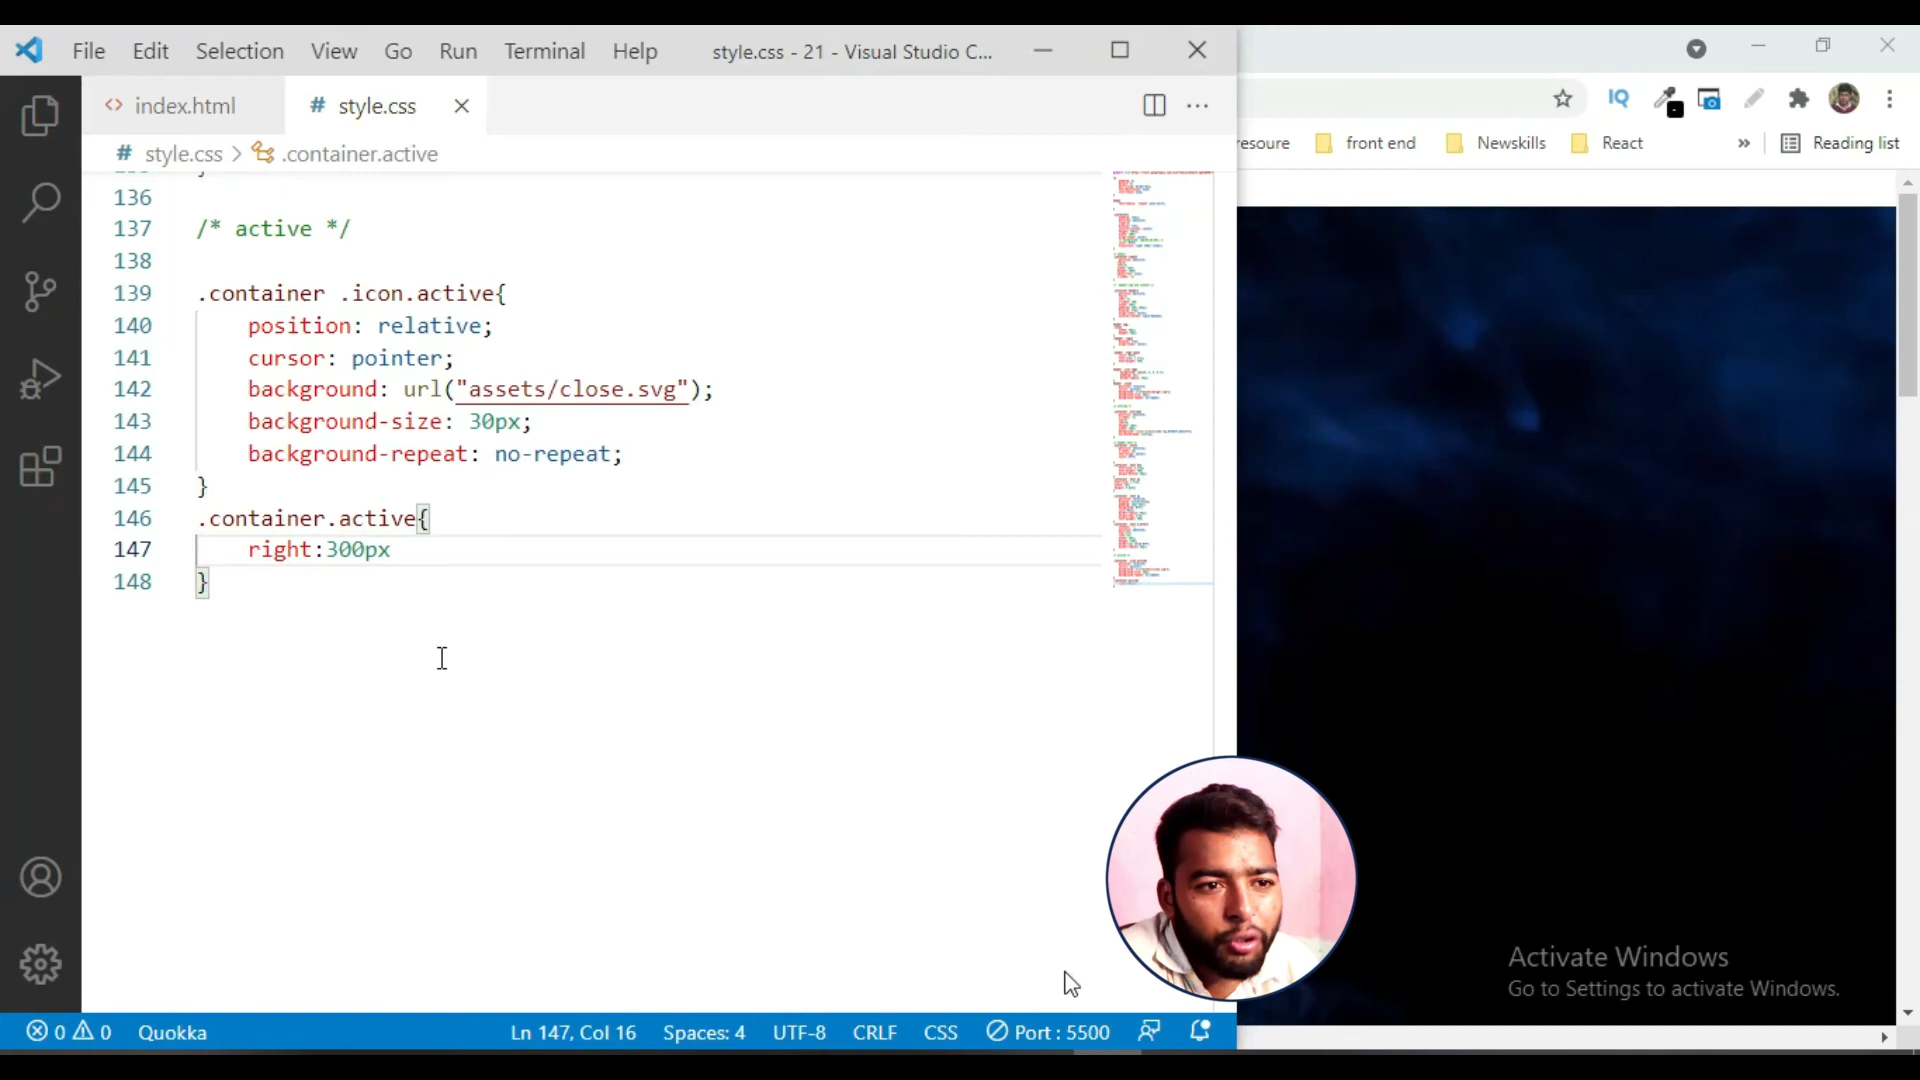 File Edit Selection View Go Run Terminal Help style.css - 21 - Visual Studio C...
index.html # style.css
IQ
# style.css > .container.active
esoure front end Newskills React » Reading list
136
137 /* active */
138
139 .container .icon.active{
140 position: relative;
141 cursor: pointer;
142 background: url("assets/close.svg");
143 background-size: 30px;
144 background-repeat: no-repeat;
145 }
146 .container.active{
147 right:300px
148 }
Activate Windows
Go to Settings to activate Windows.
0 0 Quokka Ln 147, Col 16 Spaces: 4 UTF-8 CRLF CSS Port : 5500